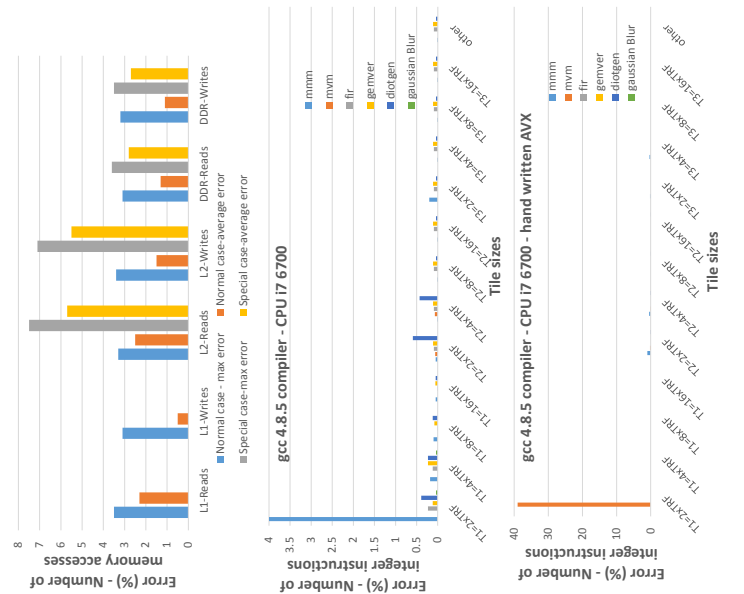 Error (%) - Number of
memory accesses
8
7
6
5
4
3
2
1
0
L1-Reads
L1-Writes
L2-Reads
L2-Writes
DDR-Reads
DDR-Writes
Normal case - max error
Normal case-average error
Special case-max error
Special case-average error
gcc 4.8.5 compiler - CPU i7 6700
Error (%) - Number of
integer instructions
4
3.5
3
2.5
2
1.5
1
0.5
0
mmm
mvm
fir
gemver
diotgen
gaussian Blur
T1=2xTRF
T1=4xTRF
T1=8xTRF
T1=16xTRF
T2=2xTRF
T2=4xTRF
T2=8xTRF
T2=16xTRF
T3=2xTRF
T3=4xTRF
T3=8xTRF
T3=16xTRF
other
Tile sizes
gcc 4.8.5 compiler - CPU i7 6700 - hand written AVX
Error (%) - Number of
integer instructions
40
30
20
10
0
mmm
mvm
fir
gemver
diotgen
gaussian Blur
T1=2xTRF
T1=4xTRF
T1=8xTRF
T1=16xTRF
T2=2xTRF
T2=4xTRF
T2=8xTRF
T2=16xTRF
T3=2xTRF
T3=4xTRF
T3=8xTRF
T3=16xTRF
other
Tile sizes